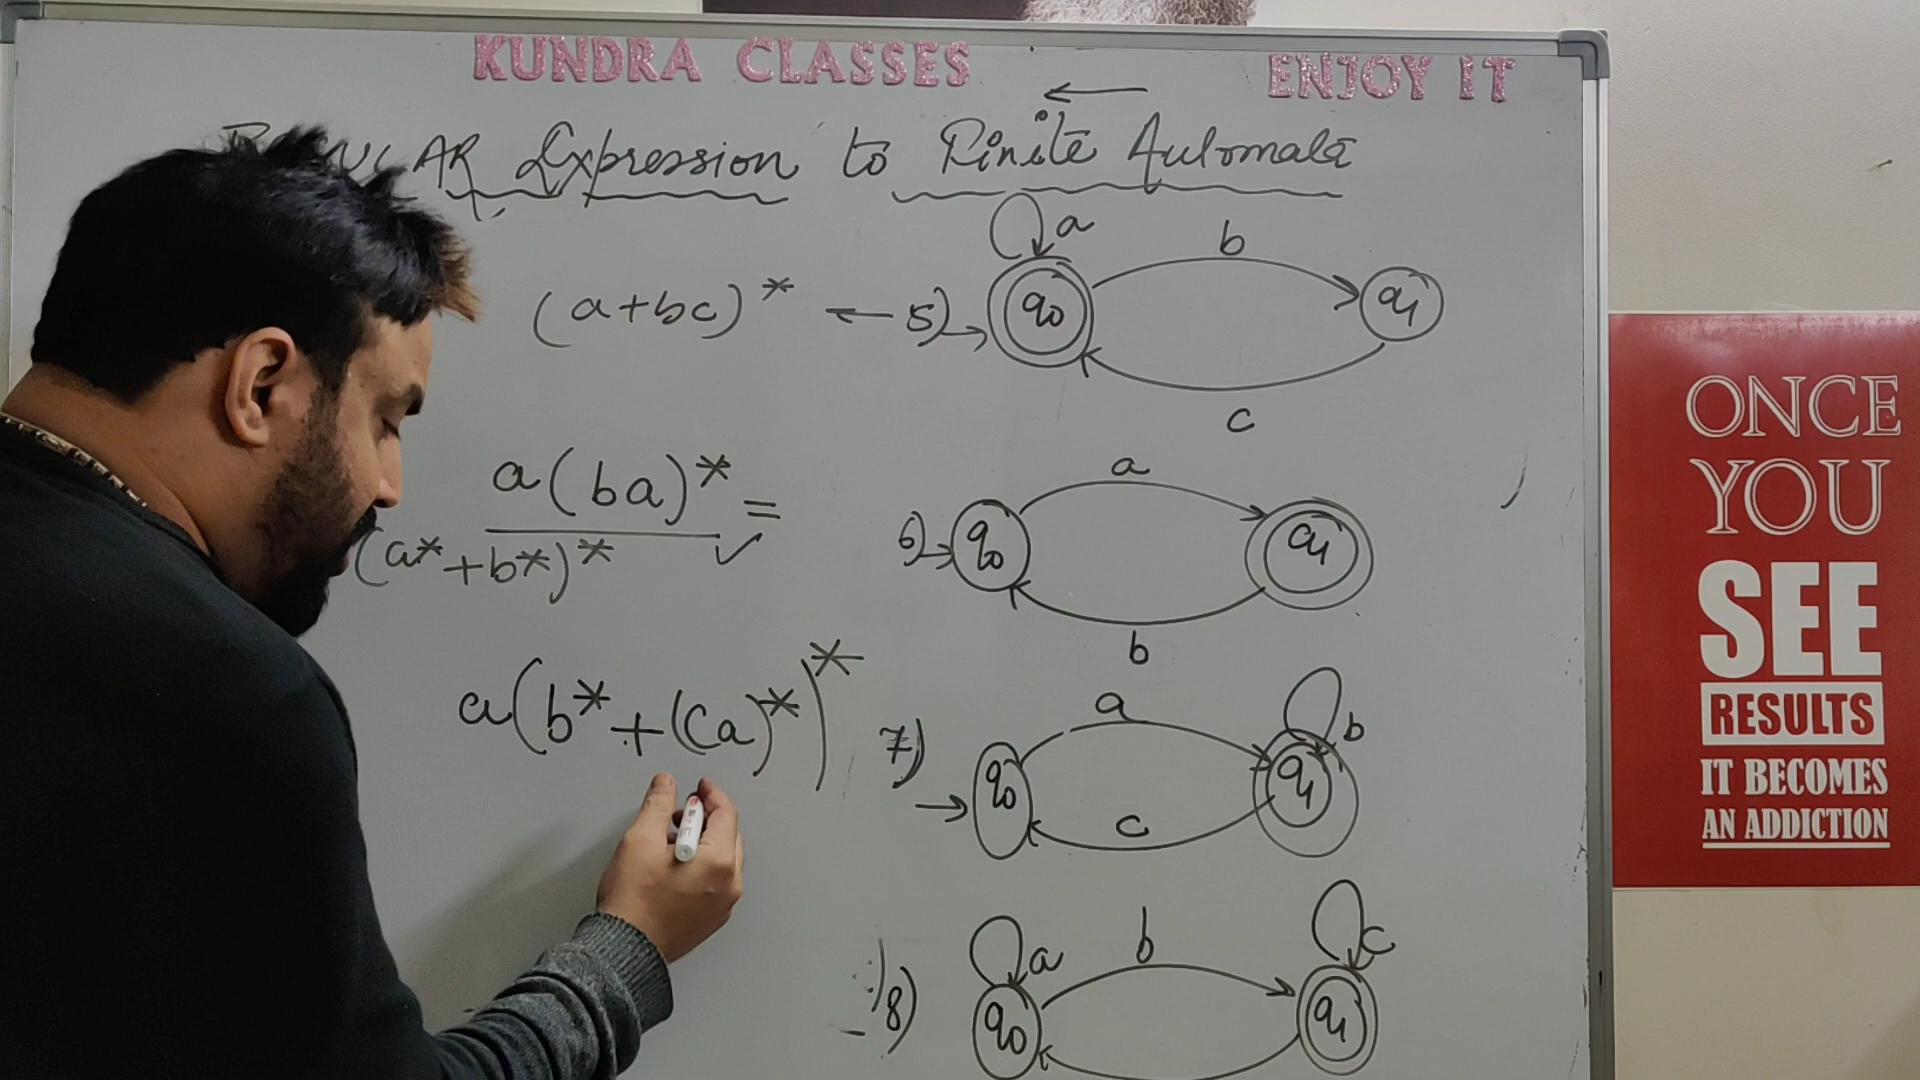 KUNDRA CLASSES ENJOY IT
Expression to Finite Automata
(a+bc)* ← 5) → q0 a b q1 c
a(ba)* =
(a*+b*)* ✓
6) → q0 a q1 b
a(b*+(ca)*)*
7) → q0 a q1 b c
8) q0 a b q1 c
ONCE
YOU
SEE
RESULTS
IT BECOMES
AN ADDICTION